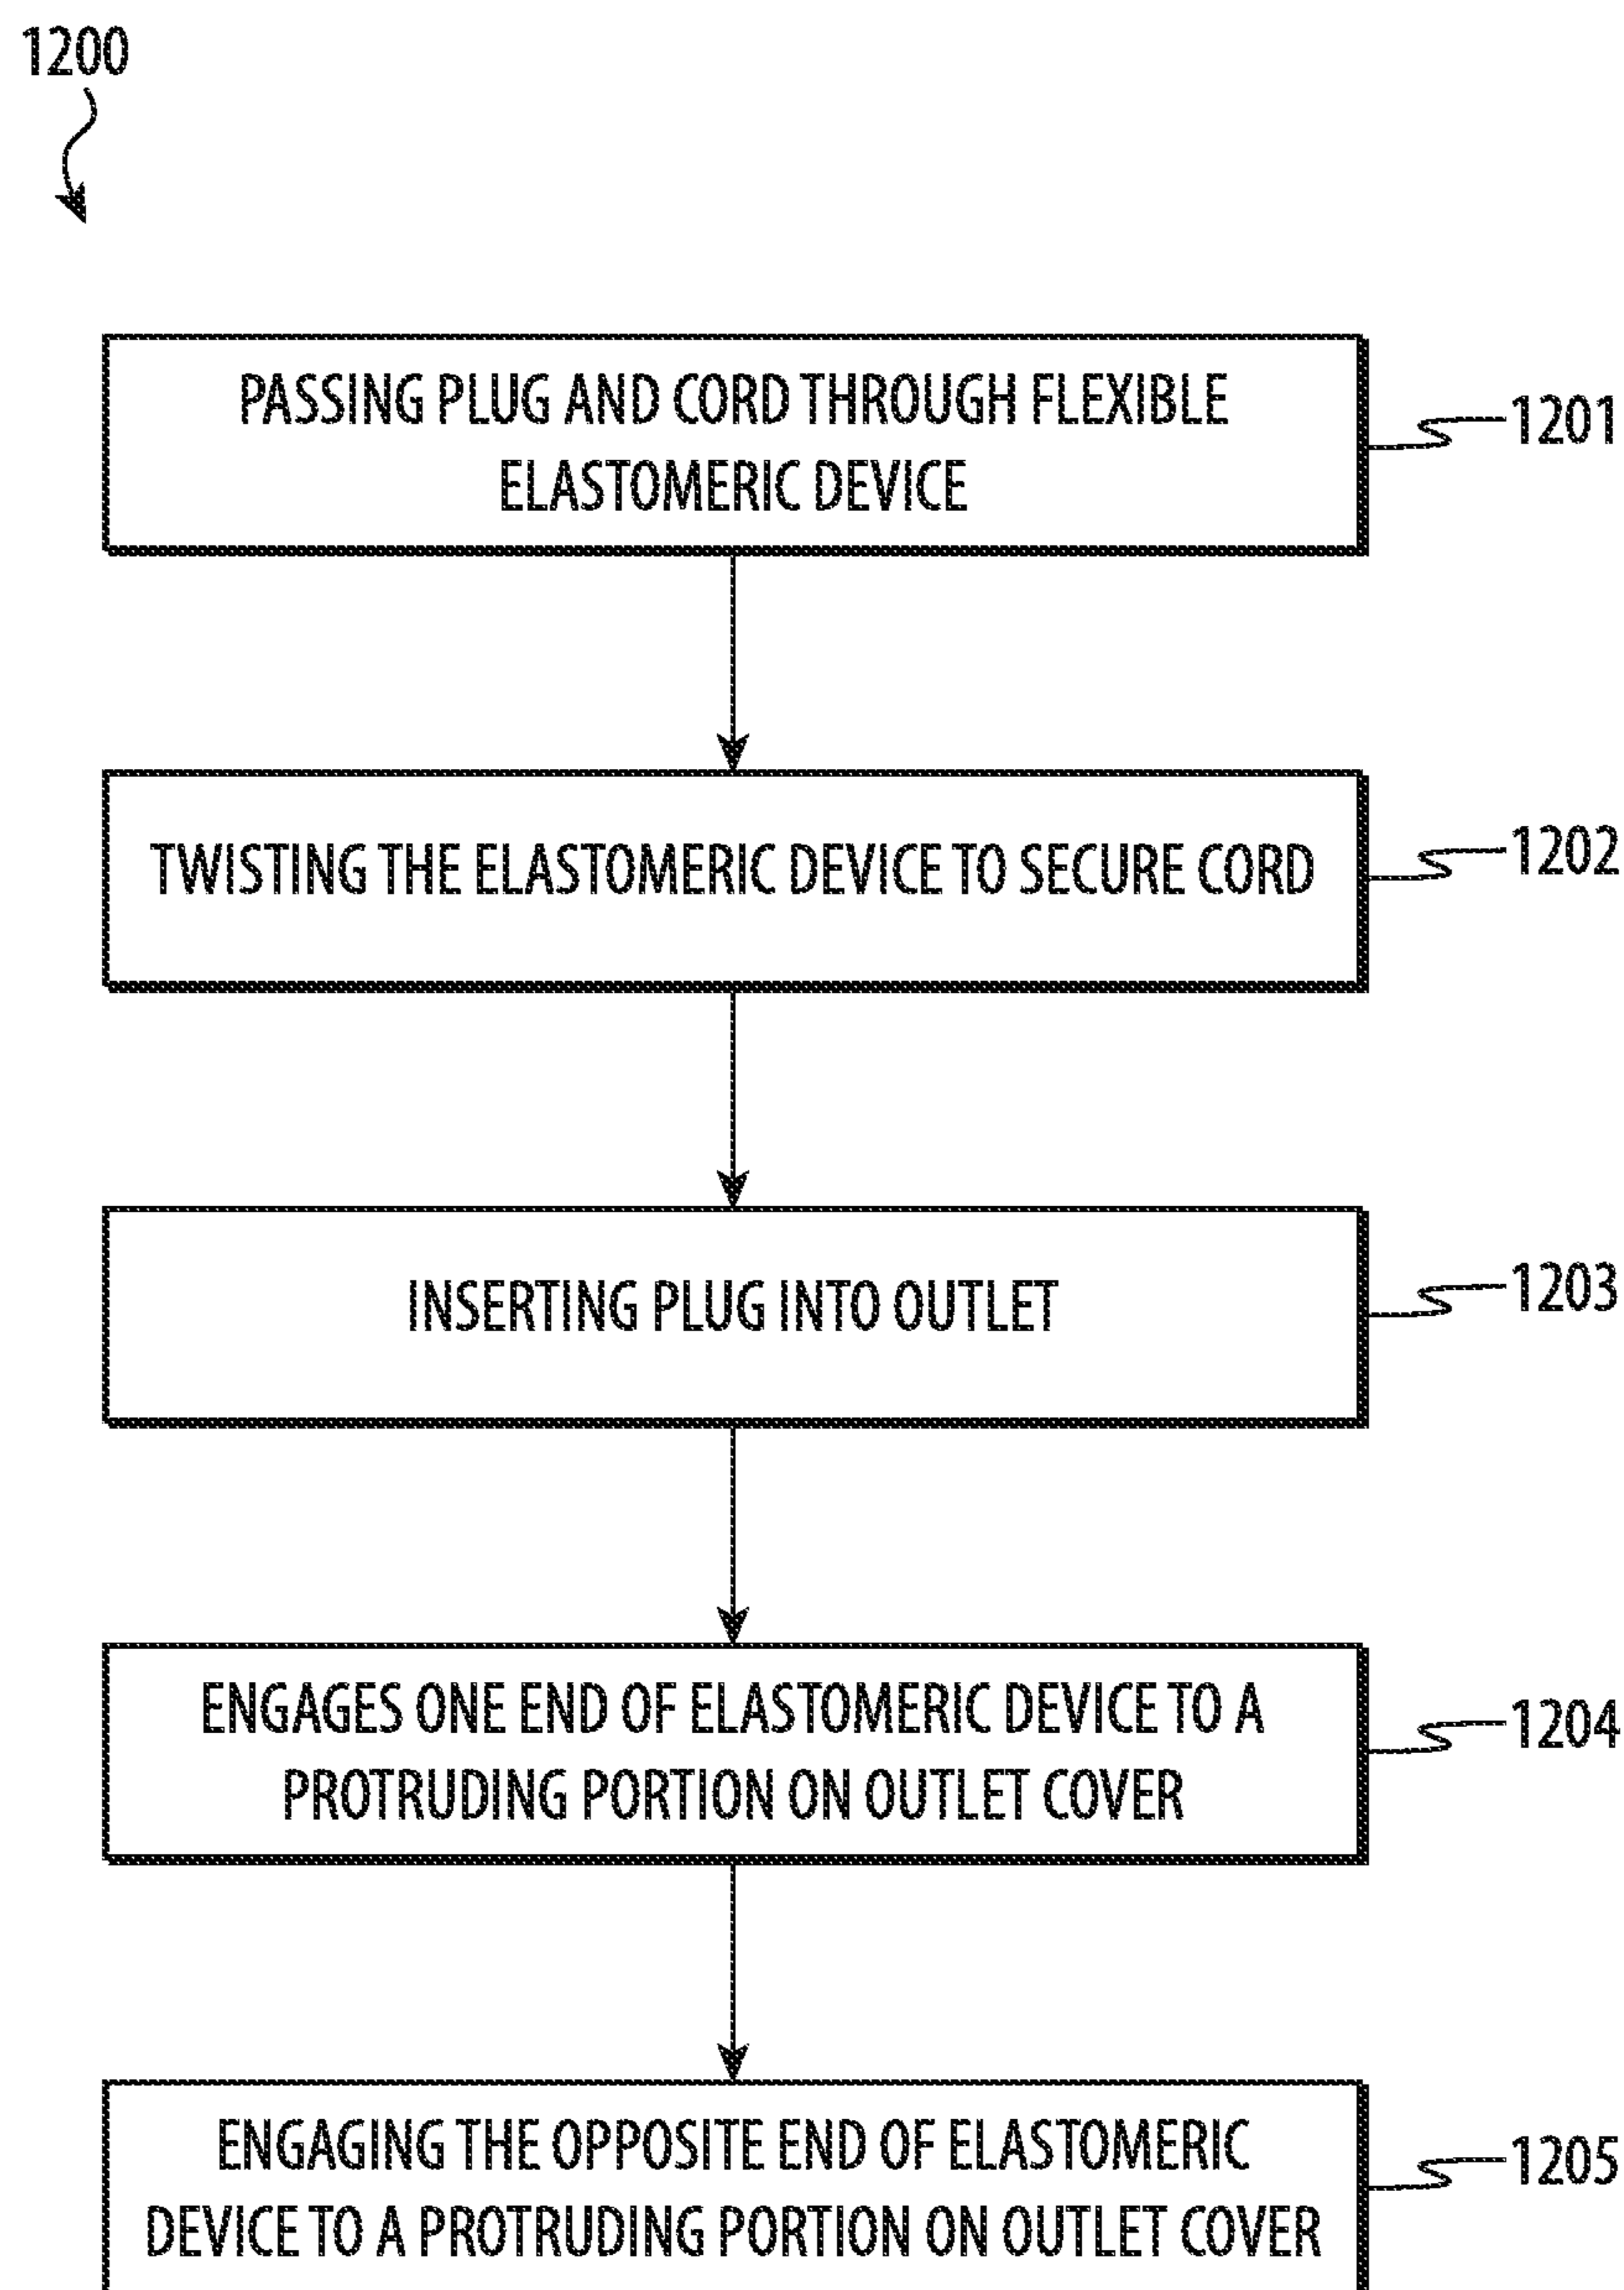 1200
PASSING PLUG AND CORD THROUGH FLEXIBLE
ELASTOMERIC DEVICE
1201
TWISTING THE ELASTOMERIC DEVICE TO SECURE CORD
1202
INSERTING PLUG INTO OUTLET
1203
ENGAGES ONE END OF ELASTOMERIC DEVICE TO A
PROTRUDING PORTION ON OUTLET COVER
1204
ENGAGING THE OPPOSITE END OF ELASTOMERIC
DEVICE TO A PROTRUDING PORTION ON OUTLET COVER
1205